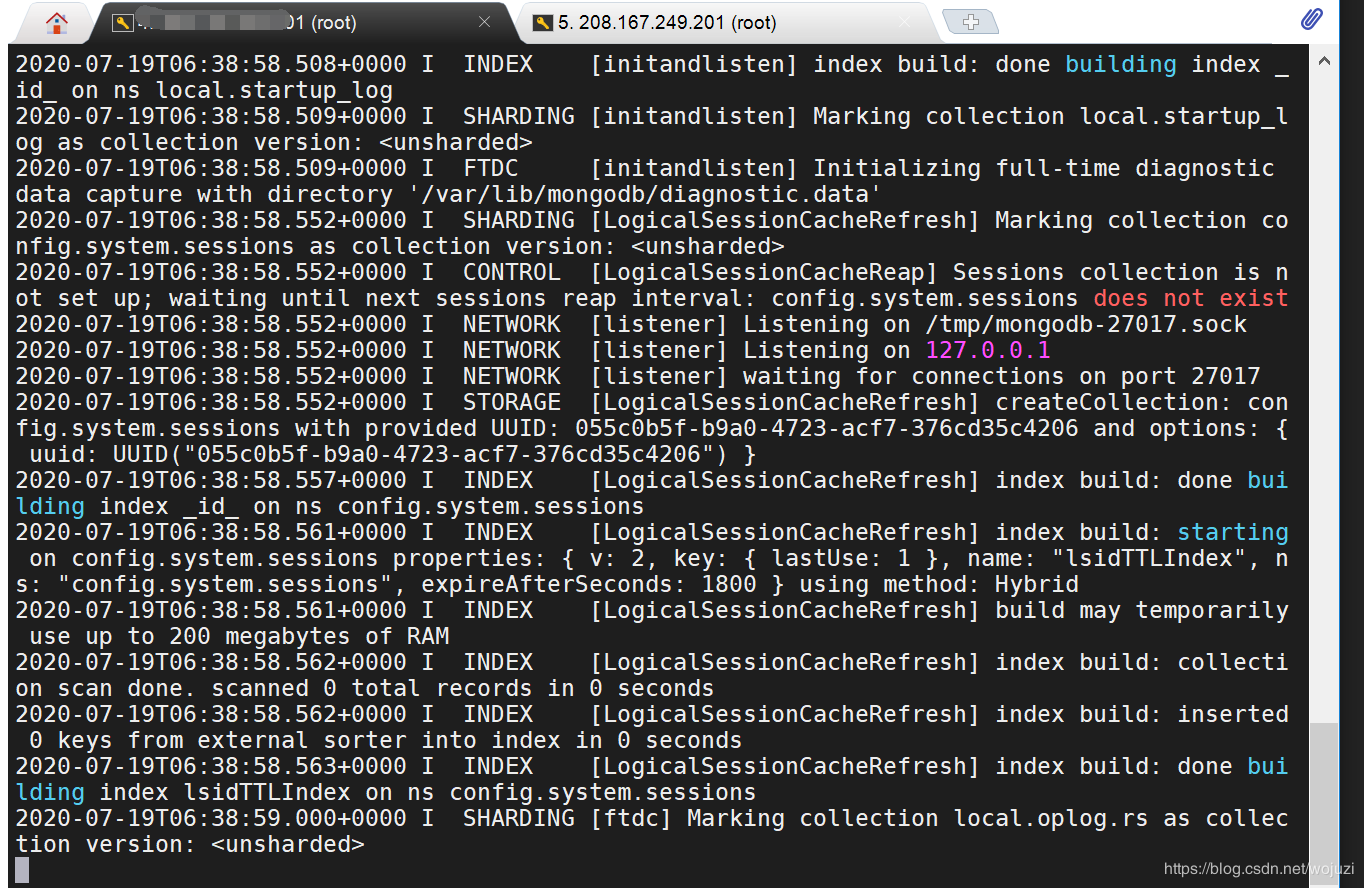 01 (root)
5. 208.167.249.201 (root)
2020-07-19T06:38:58.508+0000 I  INDEX    [initandlisten] index build: done building index _
id_ on ns local.startup_log
2020-07-19T06:38:58.509+0000 I  SHARDING [initandlisten] Marking collection local.startup_l
og as collection version: <unsharded>
2020-07-19T06:38:58.509+0000 I  FTDC     [initandlisten] Initializing full-time diagnostic
data capture with directory '/var/lib/mongodb/diagnostic.data'
2020-07-19T06:38:58.552+0000 I  SHARDING [LogicalSessionCacheRefresh] Marking collection co
nfig.system.sessions as collection version: <unsharded>
2020-07-19T06:38:58.552+0000 I  CONTROL  [LogicalSessionCacheReap] Sessions collection is n
ot set up; waiting until next sessions reap interval: config.system.sessions does not exist
2020-07-19T06:38:58.552+0000 I  NETWORK  [listener] Listening on /tmp/mongodb-27017.sock
2020-07-19T06:38:58.552+0000 I  NETWORK  [listener] Listening on 127.0.0.1
2020-07-19T06:38:58.552+0000 I  NETWORK  [listener] waiting for connections on port 27017
2020-07-19T06:38:58.552+0000 I  STORAGE  [LogicalSessionCacheRefresh] createCollection: con
fig.system.sessions with provided UUID: 055c0b5f-b9a0-4723-acf7-376cd35c4206 and options: {
 uuid: UUID("055c0b5f-b9a0-4723-acf7-376cd35c4206") }
2020-07-19T06:38:58.557+0000 I  INDEX    [LogicalSessionCacheRefresh] index build: done bui
lding index _id_ on ns config.system.sessions
2020-07-19T06:38:58.561+0000 I  INDEX    [LogicalSessionCacheRefresh] index build: starting
 on config.system.sessions properties: { v: 2, key: { lastUse: 1 }, name: "lsidTTLIndex", n
s: "config.system.sessions", expireAfterSeconds: 1800 } using method: Hybrid
2020-07-19T06:38:58.561+0000 I  INDEX    [LogicalSessionCacheRefresh] build may temporarily
 use up to 200 megabytes of RAM
2020-07-19T06:38:58.562+0000 I  INDEX    [LogicalSessionCacheRefresh] index build: collecti
on scan done. scanned 0 total records in 0 seconds
2020-07-19T06:38:58.562+0000 I  INDEX    [LogicalSessionCacheRefresh] index build: inserted
 0 keys from external sorter into index in 0 seconds
2020-07-19T06:38:58.563+0000 I  INDEX    [LogicalSessionCacheRefresh] index build: done bui
lding index lsidTTLIndex on ns config.system.sessions
2020-07-19T06:38:59.000+0000 I  SHARDING [ftdc] Marking collection local.oplog.rs as collec
tion version: <unsharded>
https://blog.csdn.net/wojuzi